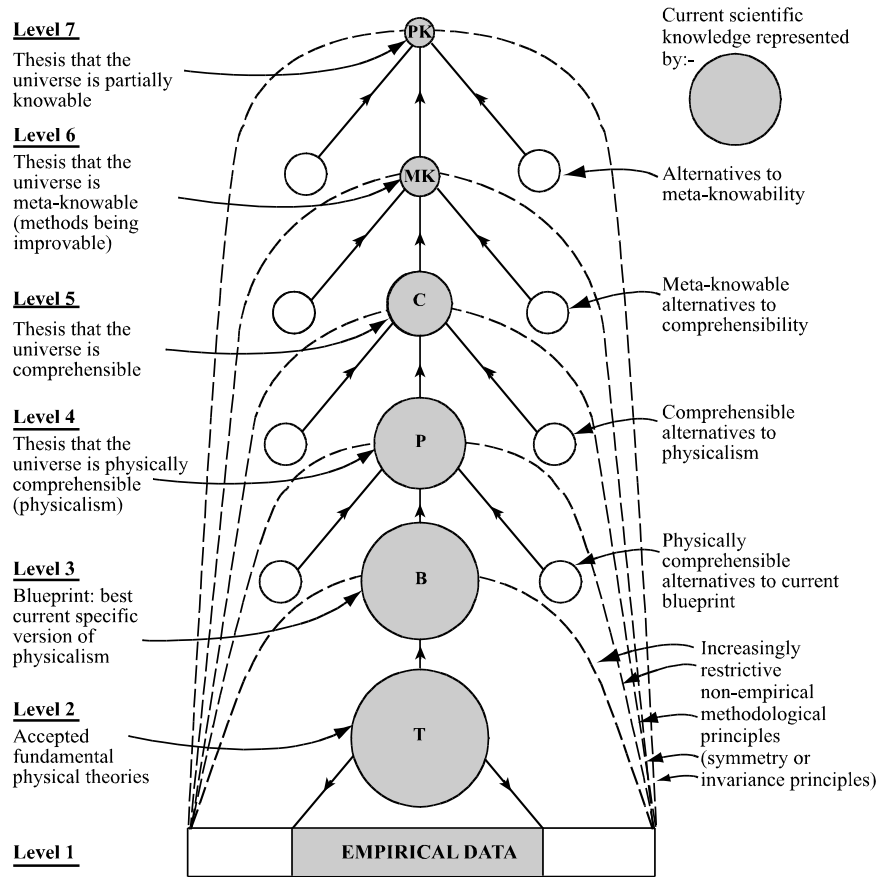 Level 7
Thesis that the
universe is partially
knowable
Level 6
Thesis that the
universe is
meta-knowable
(methods being
improvable)
Level 5
Thesis that the
universe is
comprehensible
Level 4
Thesis that the
universe is physically
comprehensible
(physicalism)
Level 3
Blueprint: best
current specific
version of
physicalism
Level 2
Accepted
fundamental
physical theories
Level 1
PK
MK
C
P
B
T
EMPIRICAL DATA
Current scientific
knowledge represented
by:-
Alternatives to
meta-knowability
Meta-knowable
alternatives to
comprehensibility
Comprehensible
alternatives to
physicalism
Physically
comprehensible
alternatives to current
blueprint
Increasingly
restrictive
non-empirical
methodological
principles
(symmetry or
invariance principles)